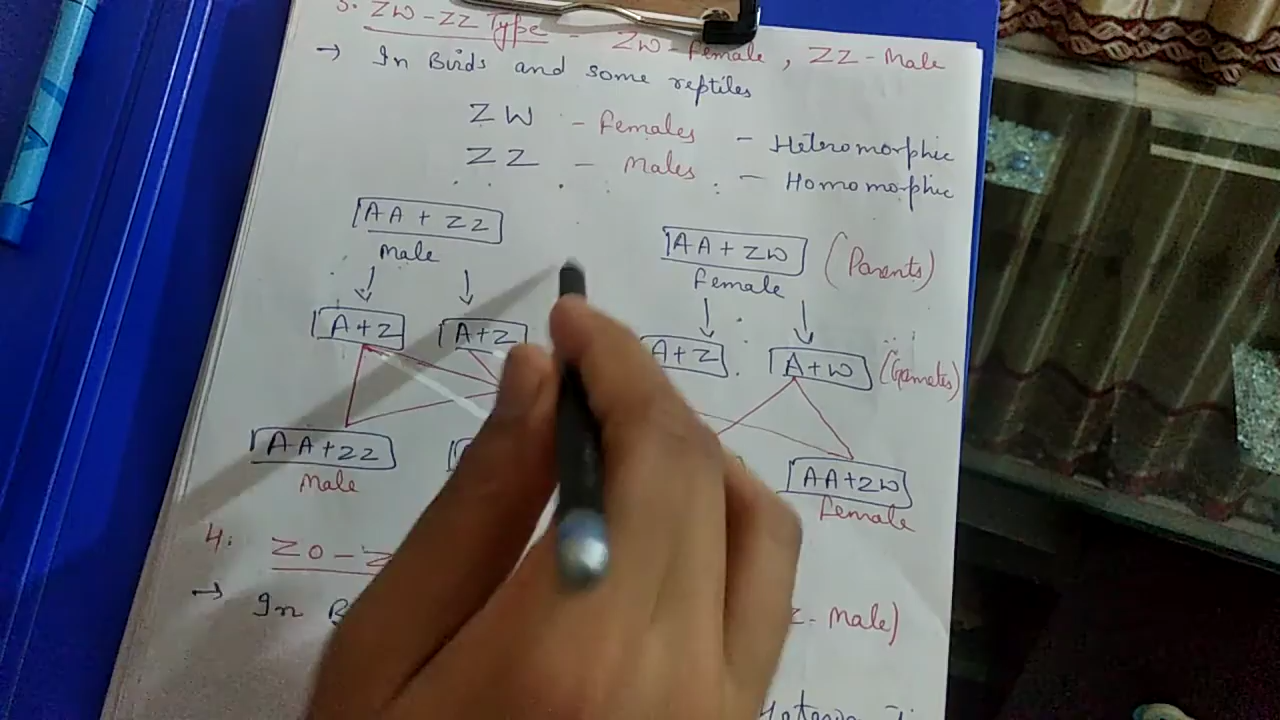 3. ZW-ZZ Type - ZW-Female, ZZ-Male
→ In Birds and some reptiles
ZW - Females - Heteromorphic
ZZ - Males - Homomorphic
AA + ZZ AA + ZW (Parents)
Male Female
A+Z A+Z A+Z A+W (Gametes)
AA+ZZ AA+ZW
Male Female
4. ZO-Z
→ In Male)